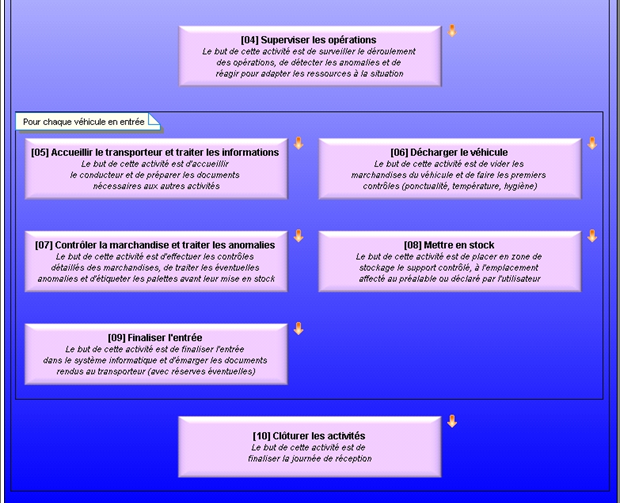 [04] Superviser les opérations
Le but de cette activité est de surveiller le déroulement
des opérations, de détecter les anomalies et de
réagir pour adapter les ressources à la situation
Pour chaque véhicule en entrée
[05] Accueillir le transporteur et traiter les informations
Le but de cette activité est d'accueillir
le conducteur et de préparer les documents
nécessaires aux autres activités
[06] Décharger le véhicule
Le but de cette activité est de vider les
marchandises du véhicule et de faire les premiers
contrôles (ponctualité, température, hygiène)
[07] Contrôler la marchandise et traiter les anomalies
Le but de cette activité est d'effectuer les contrôles
détaillés des marchandises, de traiter les éventuelles
anomalies et d'étiqueter les palettes avant leur mise en stock
[08] Mettre en stock
Le but de cette activité est de placer en zone de
stockage le support contrôlé, à l'emplacement
affecté au préalable ou déclaré par l'utilisateur
[09] Finaliser l'entrée
Le but de cette activité est de finaliser l'entrée
dans le système informatique et d'émarger les documents
rendus au transporteur (avec réserves éventuelles)
[10] Clôturer les activités
Le but de cette activité est de
finaliser la journée de réception